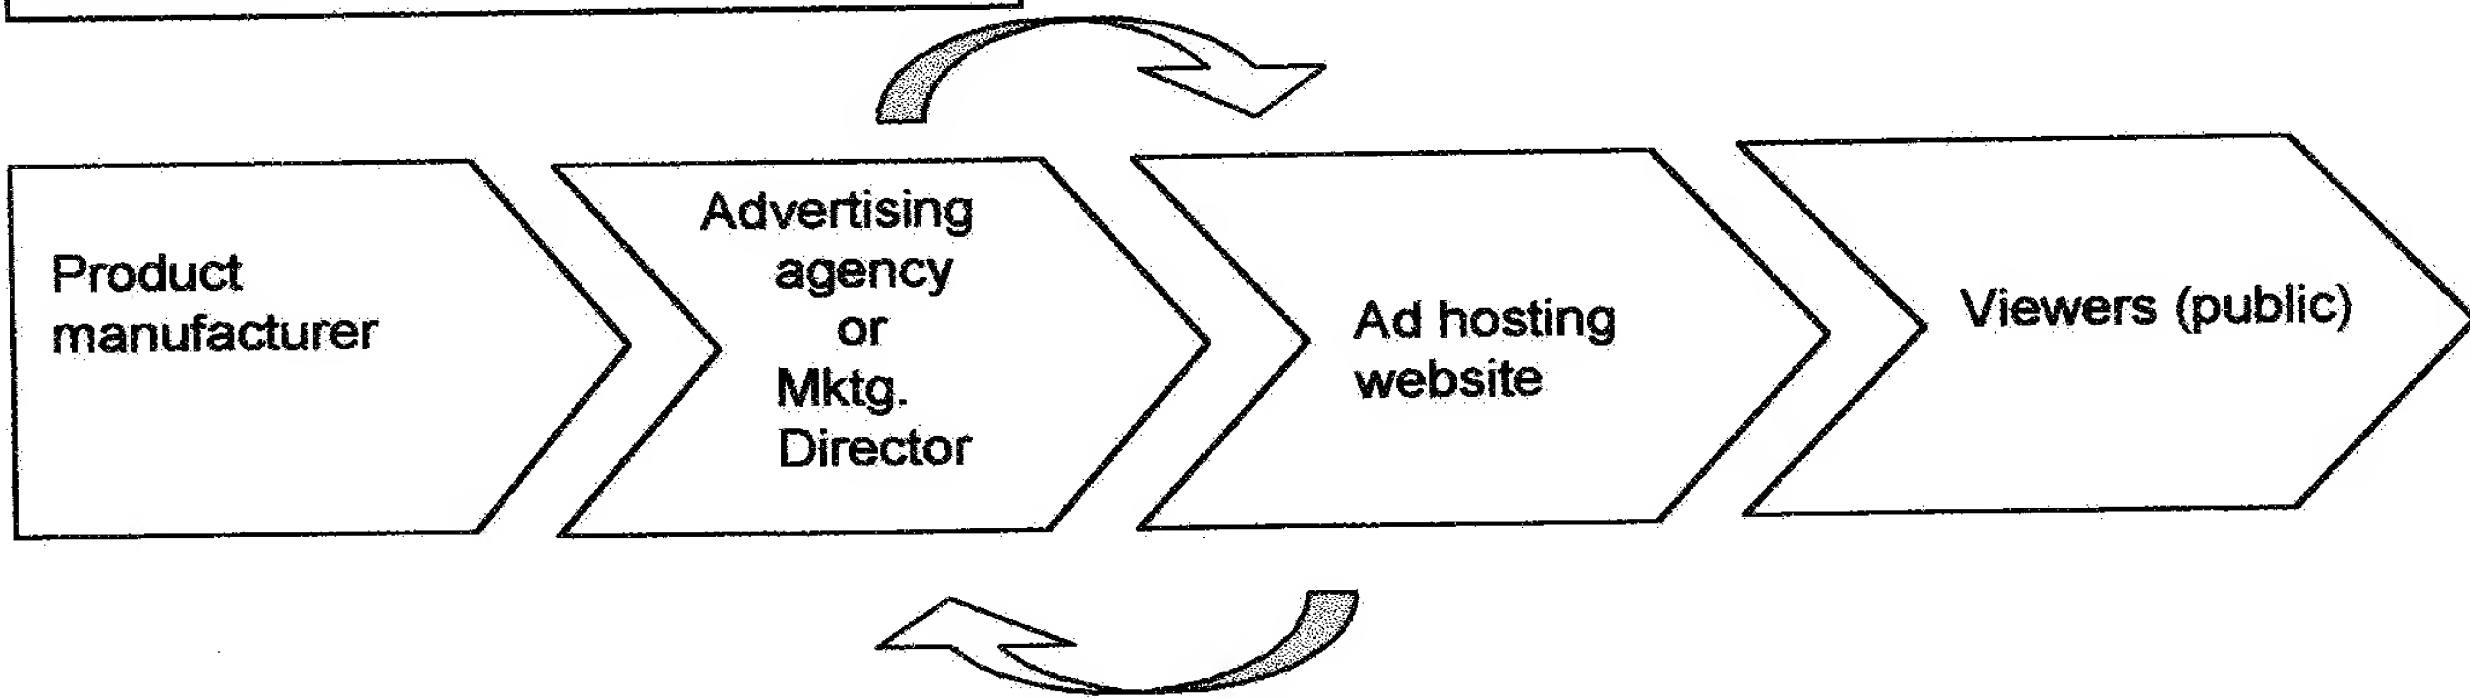 Product
manufacturer
Advertising
agency
or
Mktg.
Director
Ad hosting
website
Viewers (public)